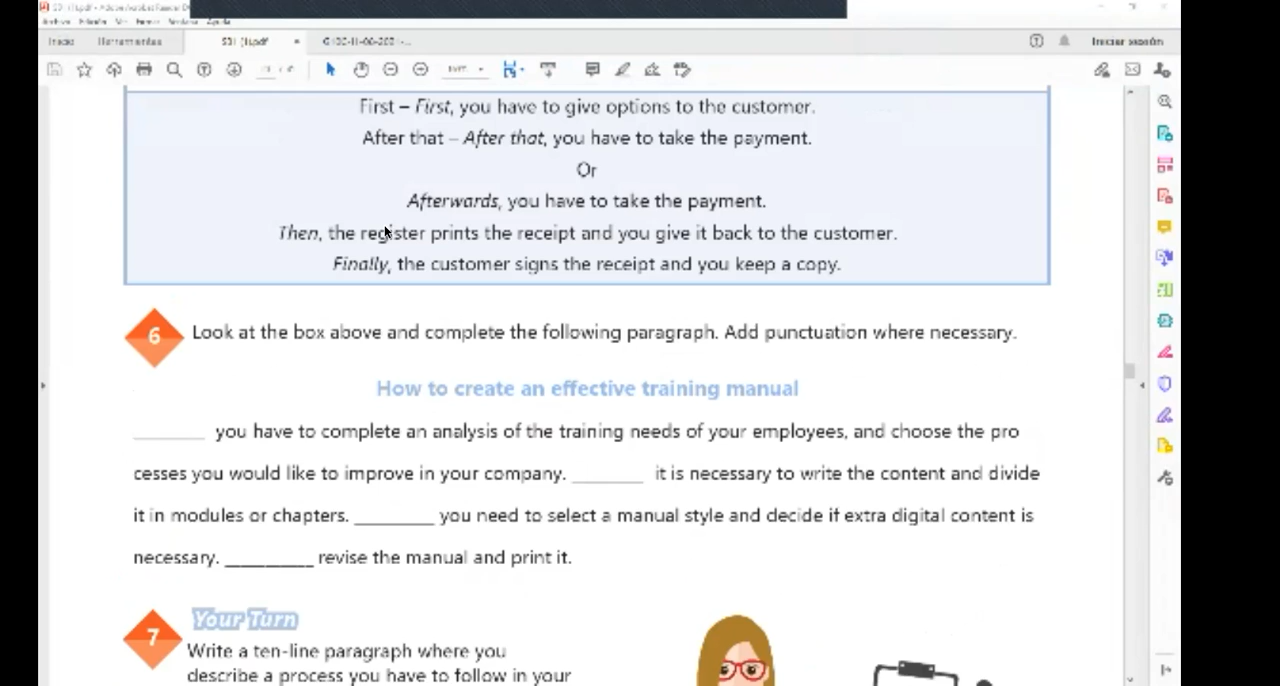 Inicio
Herramientas
S31 (1).pdf
Iniciar sesión
First – First, you have to give options to the customer.
After that – After that, you have to take the payment.
Or
Afterwards, you have to take the payment.
Then, the register prints the receipt and you give it back to the customer.
Finally, the customer signs the receipt and you keep a copy.
6
Look at the box above and complete the following paragraph. Add punctuation where necessary.
How to create an effective training manual
________ you have to complete an analysis of the training needs of your employees, and choose the pro
cesses you would like to improve in your company. ________ it is necessary to write the content and divide
it in modules or chapters. _________ you need to select a manual style and decide if extra digital content is
necessary. __________ revise the manual and print it.
7
Your Turn
Write a ten-line paragraph where you
describe a process you have to follow in your